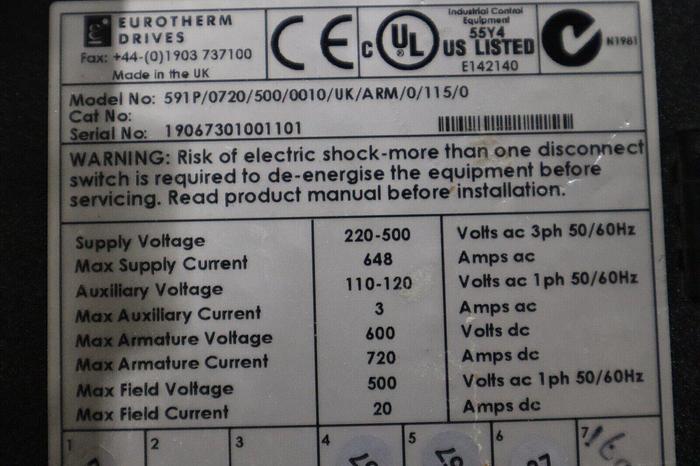 EUROTHERM
DRIVES
Fax: +44-(0)1903 737100
Made in the UK
CE
c UL US LISTED
Industrial Control
Equipment
55Y4
E142140
N1981
Model No: 591P/0720/500/0010/UK/ARM/0/115/0
Cat No:
Serial No: 19067301001101
WARNING: Risk of electric shock-more than one disconnect
switch is required to de-energise the equipment before
servicing. Read product manual before installation.
Supply Voltage 220-500 Volts ac 3ph 50/60Hz
Max Supply Current 648 Amps ac
Auxiliary Voltage 110-120 Volts ac 1ph 50/60Hz
Max Auxiliary Current 3 Amps ac
Max Armature Voltage 600 Volts dc
Max Armature Current 720 Amps dc
Max Field Voltage 500 Volts ac 1ph 50/60Hz
Max Field Current 20 Amps dc
1 2 3 4 5 6 7